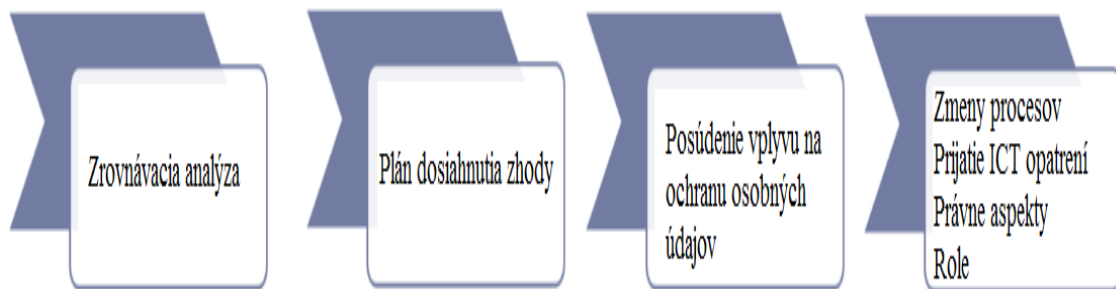 Zrovnávacia analýza
Plán dosiahnutia zhody
Posúdenie vplyvu na
ochranu osobných
údajov
Zmeny procesov
Prijatie ICT opatrení
Právne aspekty
Role